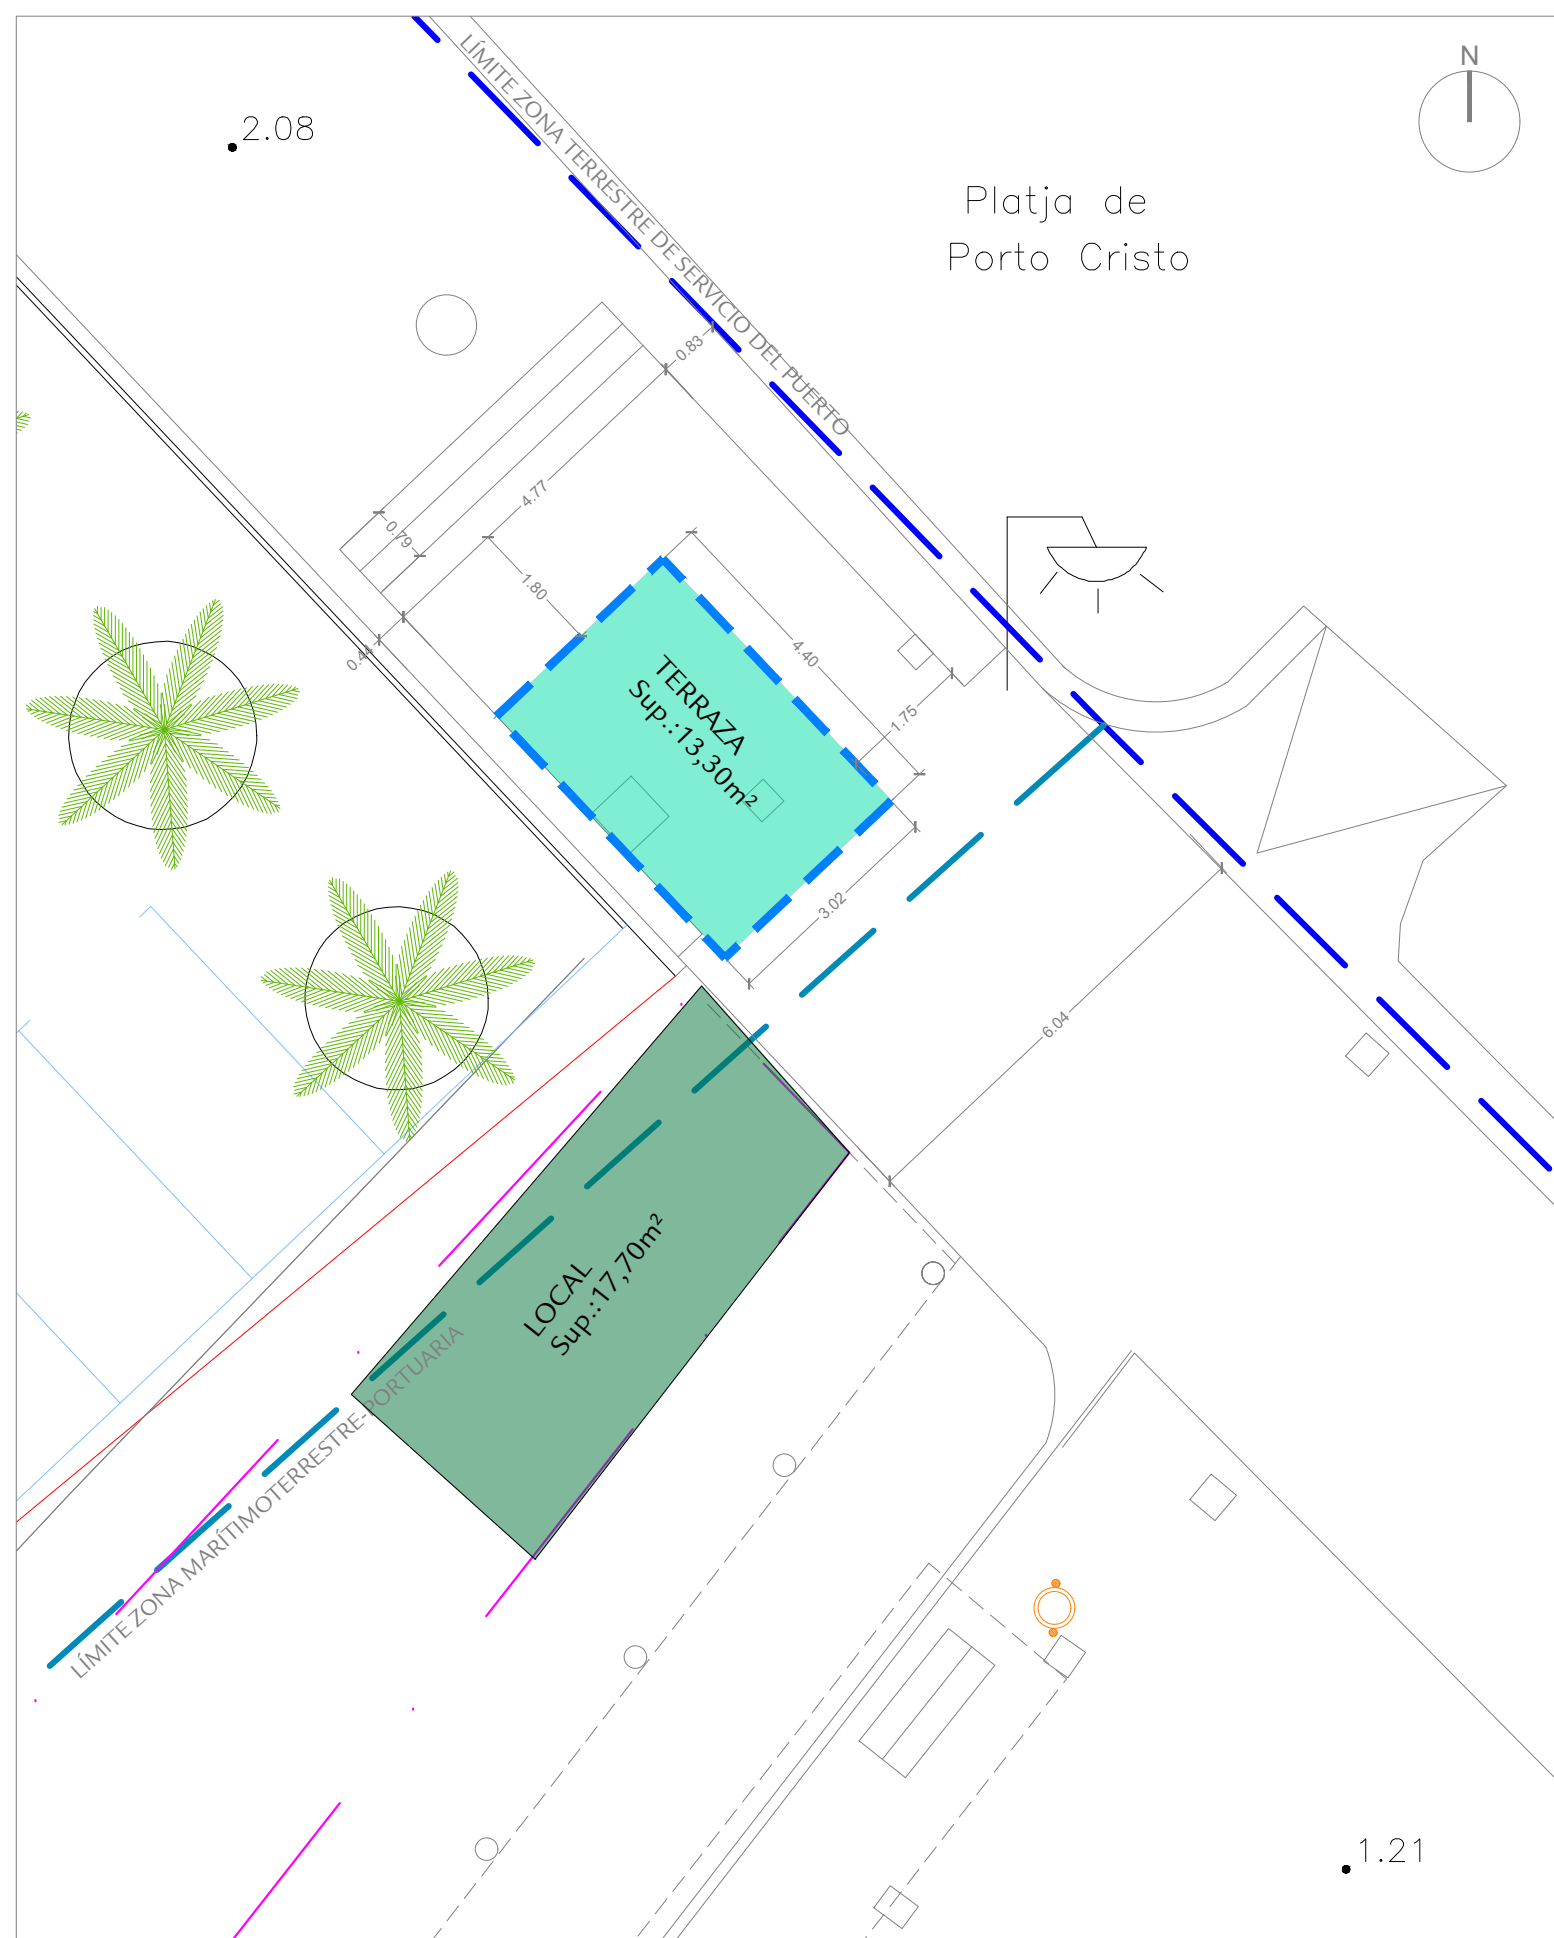 N
2.08
LÍMITE ZONA TERRESTRE DE SERVICIO DEL PUERTO
Platja de
Porto Cristo
0.83
4.77
0.79
1.80
0.44
4.40
1.75
TERRAZA
Sup.:13,30m²
3.02
6.04
LOCAL
Sup.:17,70m²
LÍMITE ZONA MARÍTIMOTERRESTRE-PORTUARIA
1.21